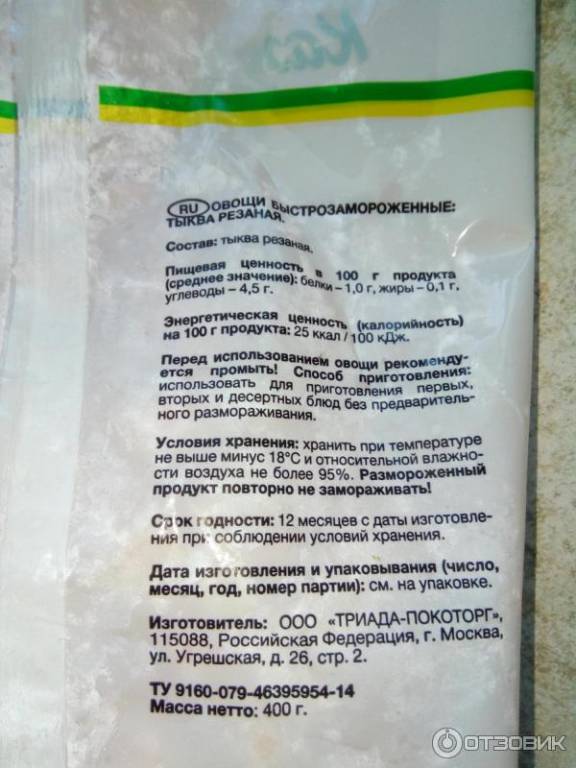 RU ОВОЩИ БЫСТРОЗАМОРОЖЕННЫЕ:
ТЫКВА РЕЗАНАЯ.
Состав: тыква резаная.
Пищевая ценность в 100 г продукта
(среднее значение): белки – 1,0 г, жиры – 0,1 г,
углеводы – 4,5 г.
Энергетическая ценность (калорийность)
на 100 г продукта: 25 ккал / 100 кДж.
Перед использованием овощи рекоменду-
ется промыть! Способ приготовления:
использовать для приготовления первых,
вторых и десертных блюд без предваритель-
ного размораживания.
Условия хранения: хранить при температуре
не выше минус 18°С и относительной влажно-
сти воздуха не более 95%. Размороженный
продукт повторно не замораживать!
Срок годности: 12 месяцев с даты изготовле-
ния при соблюдении условий хранения.
Дата изготовления и упаковывания (число,
месяц, год, номер партии): см. на упаковке.
Изготовитель: ООО «ТРИАДА-ПОКОТОРГ»,
115088, Российская Федерация, г. Москва,
ул. Угрешская, д. 26, стр. 2.
ТУ 9160-079-46395954-14
Масса нетто: 400 г.
ОТЗОВИК